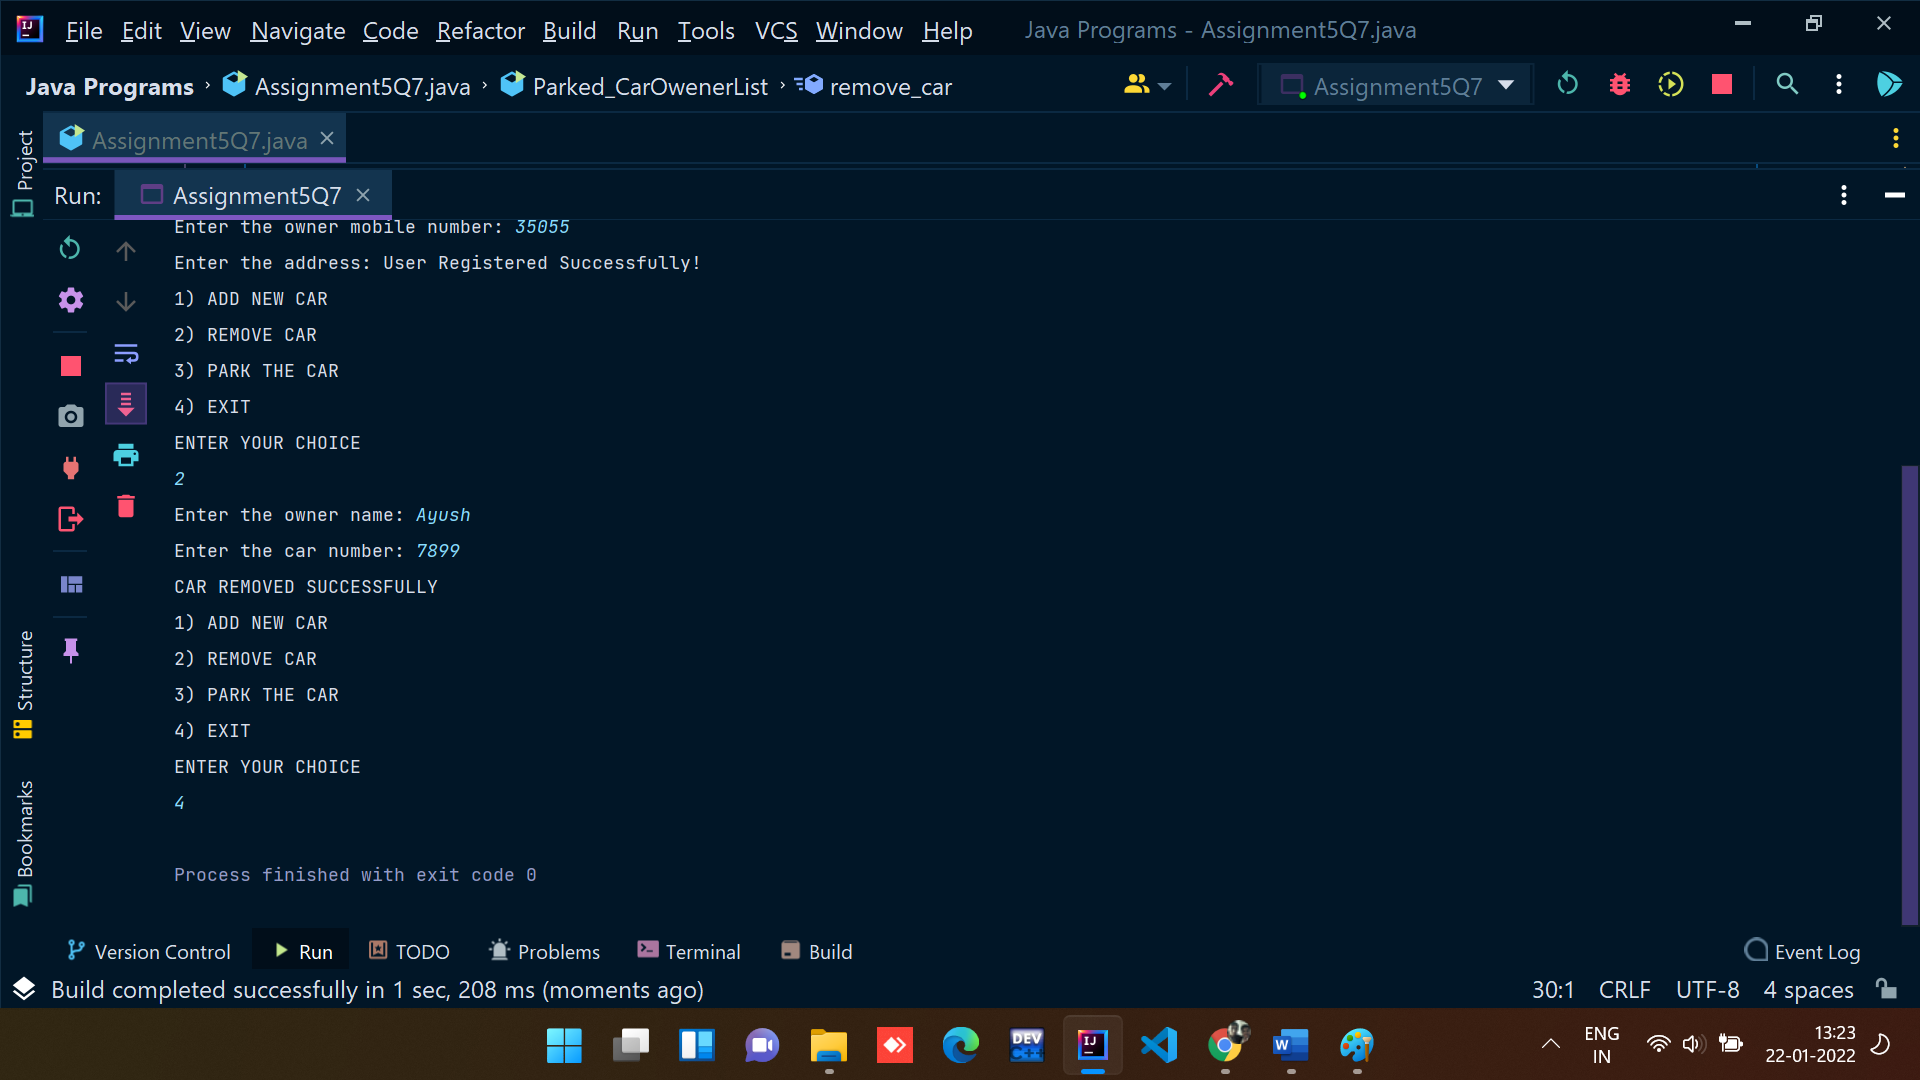 File Edit View Navigate Code Refactor Build Run Tools VCS Window Help Java Programs - Assignment5Q7.java
Java Programs › Assignment5Q7.java › Parked_CarOwenerList › remove_car Assignment5Q7
Assignment5Q7.java
Project
Run: Assignment5Q7
Enter the owner mobile number: 35055
Enter the address: User Registered Successfully!
1) ADD NEW CAR
2) REMOVE CAR
3) PARK THE CAR
4) EXIT
ENTER YOUR CHOICE
2
Enter the owner name: Ayush
Enter the car number: 7899
CAR REMOVED SUCCESSFULLY
1) ADD NEW CAR
2) REMOVE CAR
3) PARK THE CAR
4) EXIT
ENTER YOUR CHOICE
4
Process finished with exit code 0
Structure
Bookmarks
Version Control Run TODO Problems Terminal Build Event Log
Build completed successfully in 1 sec, 208 ms (moments ago) 30:1 CRLF UTF-8 4 spaces
DEV C++ IJ W
ENG
IN
13:23
22-01-2022